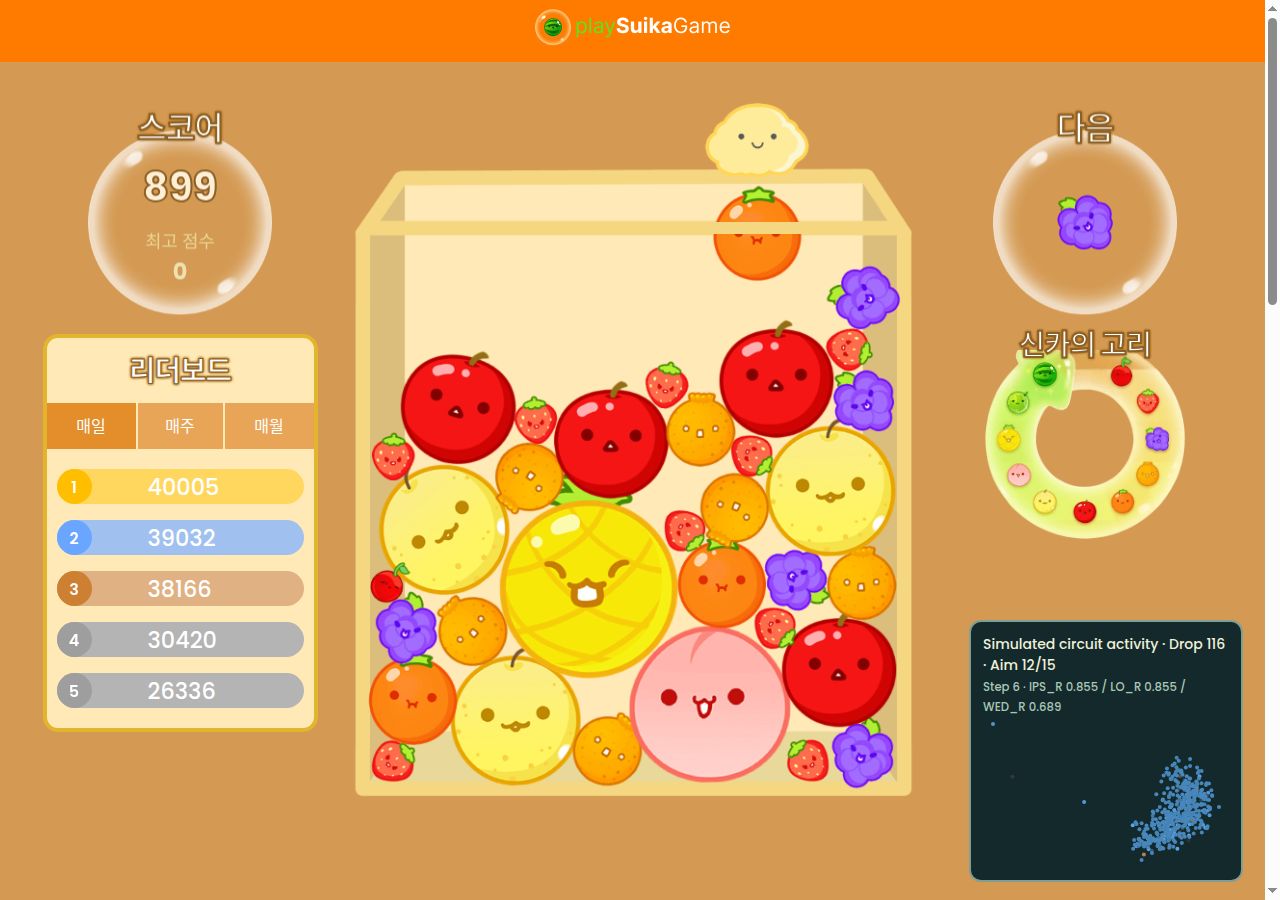 playSuikaGame
스코어
899
최고 점수
0
다음
리더보드
매일 매주 매월
1 40005
2 39032
3 38166
4 30420
5 26336
신카의 고리
Simulated circuit activity · Drop 116
· Aim 12/15
Step 6 · IPS_R 0.855 / LO_R 0.855 /
WED_R 0.689